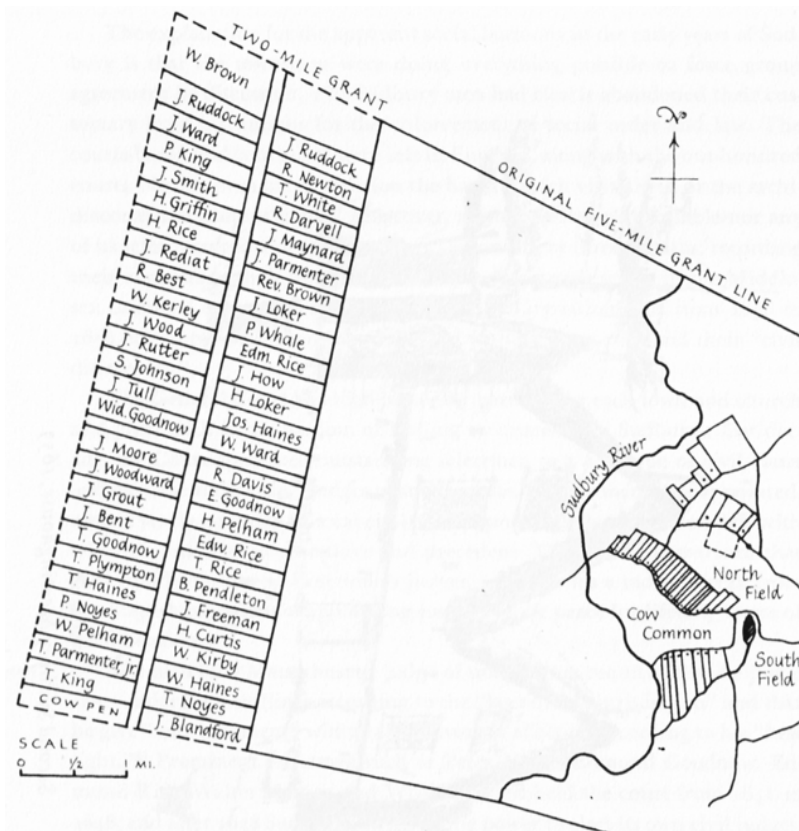 TWO-MILE GRANT
W. Brown
J. Ruddock
J. Ward
P. King
J. Smith
H. Griffin
H. Rice
J. Rediat
R. Best
W. Kerley
J. Wood
J. Rutter
S. Johnson
J. Tull
Wid. Goodnow
J. Moore
J. Woodward
J. Grout
J. Bent
T. Goodnow
T. Plympton
T. Haines
P. Noyes
W. Pelham
T. Parmenter, jr.
T. King
COW PEN
J. Ruddock
R. Newton
T. White
R. Darvell
J. Maynard
J. Parmenter
Rev. Brown
J. Loker
P. Whale
Edm. Rice
J. How
H. Loker
Jos. Haines
W. Ward
R. Davis
E. Goodnow
H. Pelham
Edw. Rice
T. Rice
B. Pendleton
J. Freeman
H. Curtis
W. Kirby
W. Haines
T. Noyes
J. Blandford
ORIGINAL FIVE-MILE GRANT LINE
Sudbury River
North
Field
Cow
Common
South
Field
SCALE
0 1/2 MI.